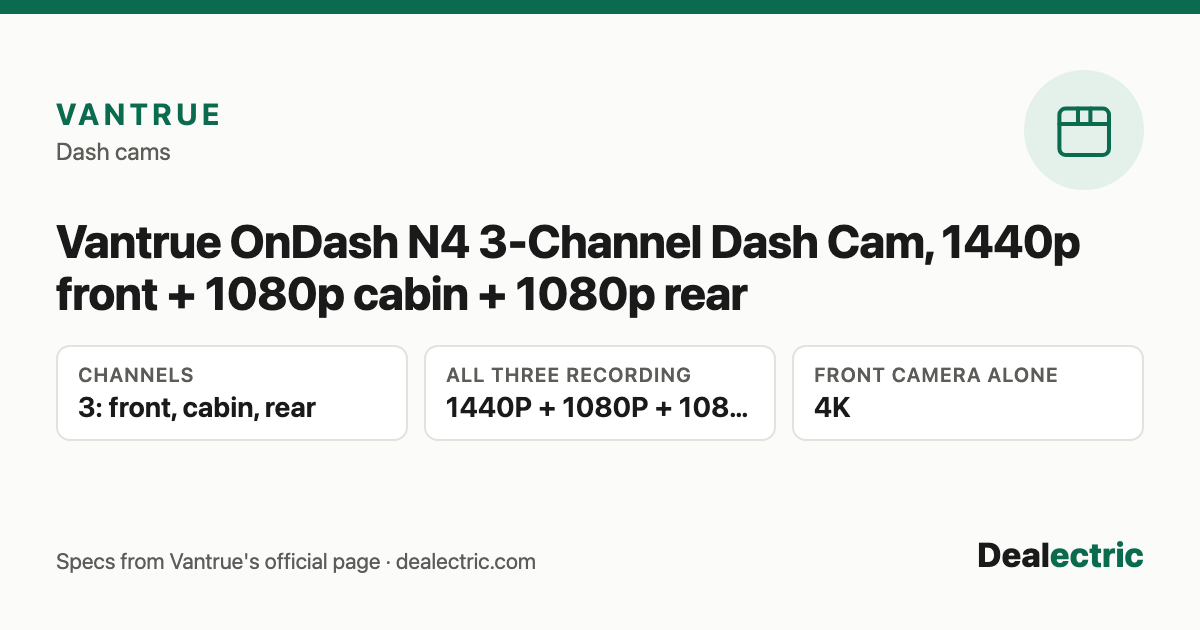 VANTRUE
Dash cams
Vantrue OnDash N4 3-Channel Dash Cam, 1440p
front + 1080p cabin + 1080p rear
CHANNELS
3: front, cabin, rear
ALL THREE RECORDING
1440P + 1080P + 108…
FRONT CAMERA ALONE
4K
Specs from Vantrue's official page · dealectric.com
Dealectric